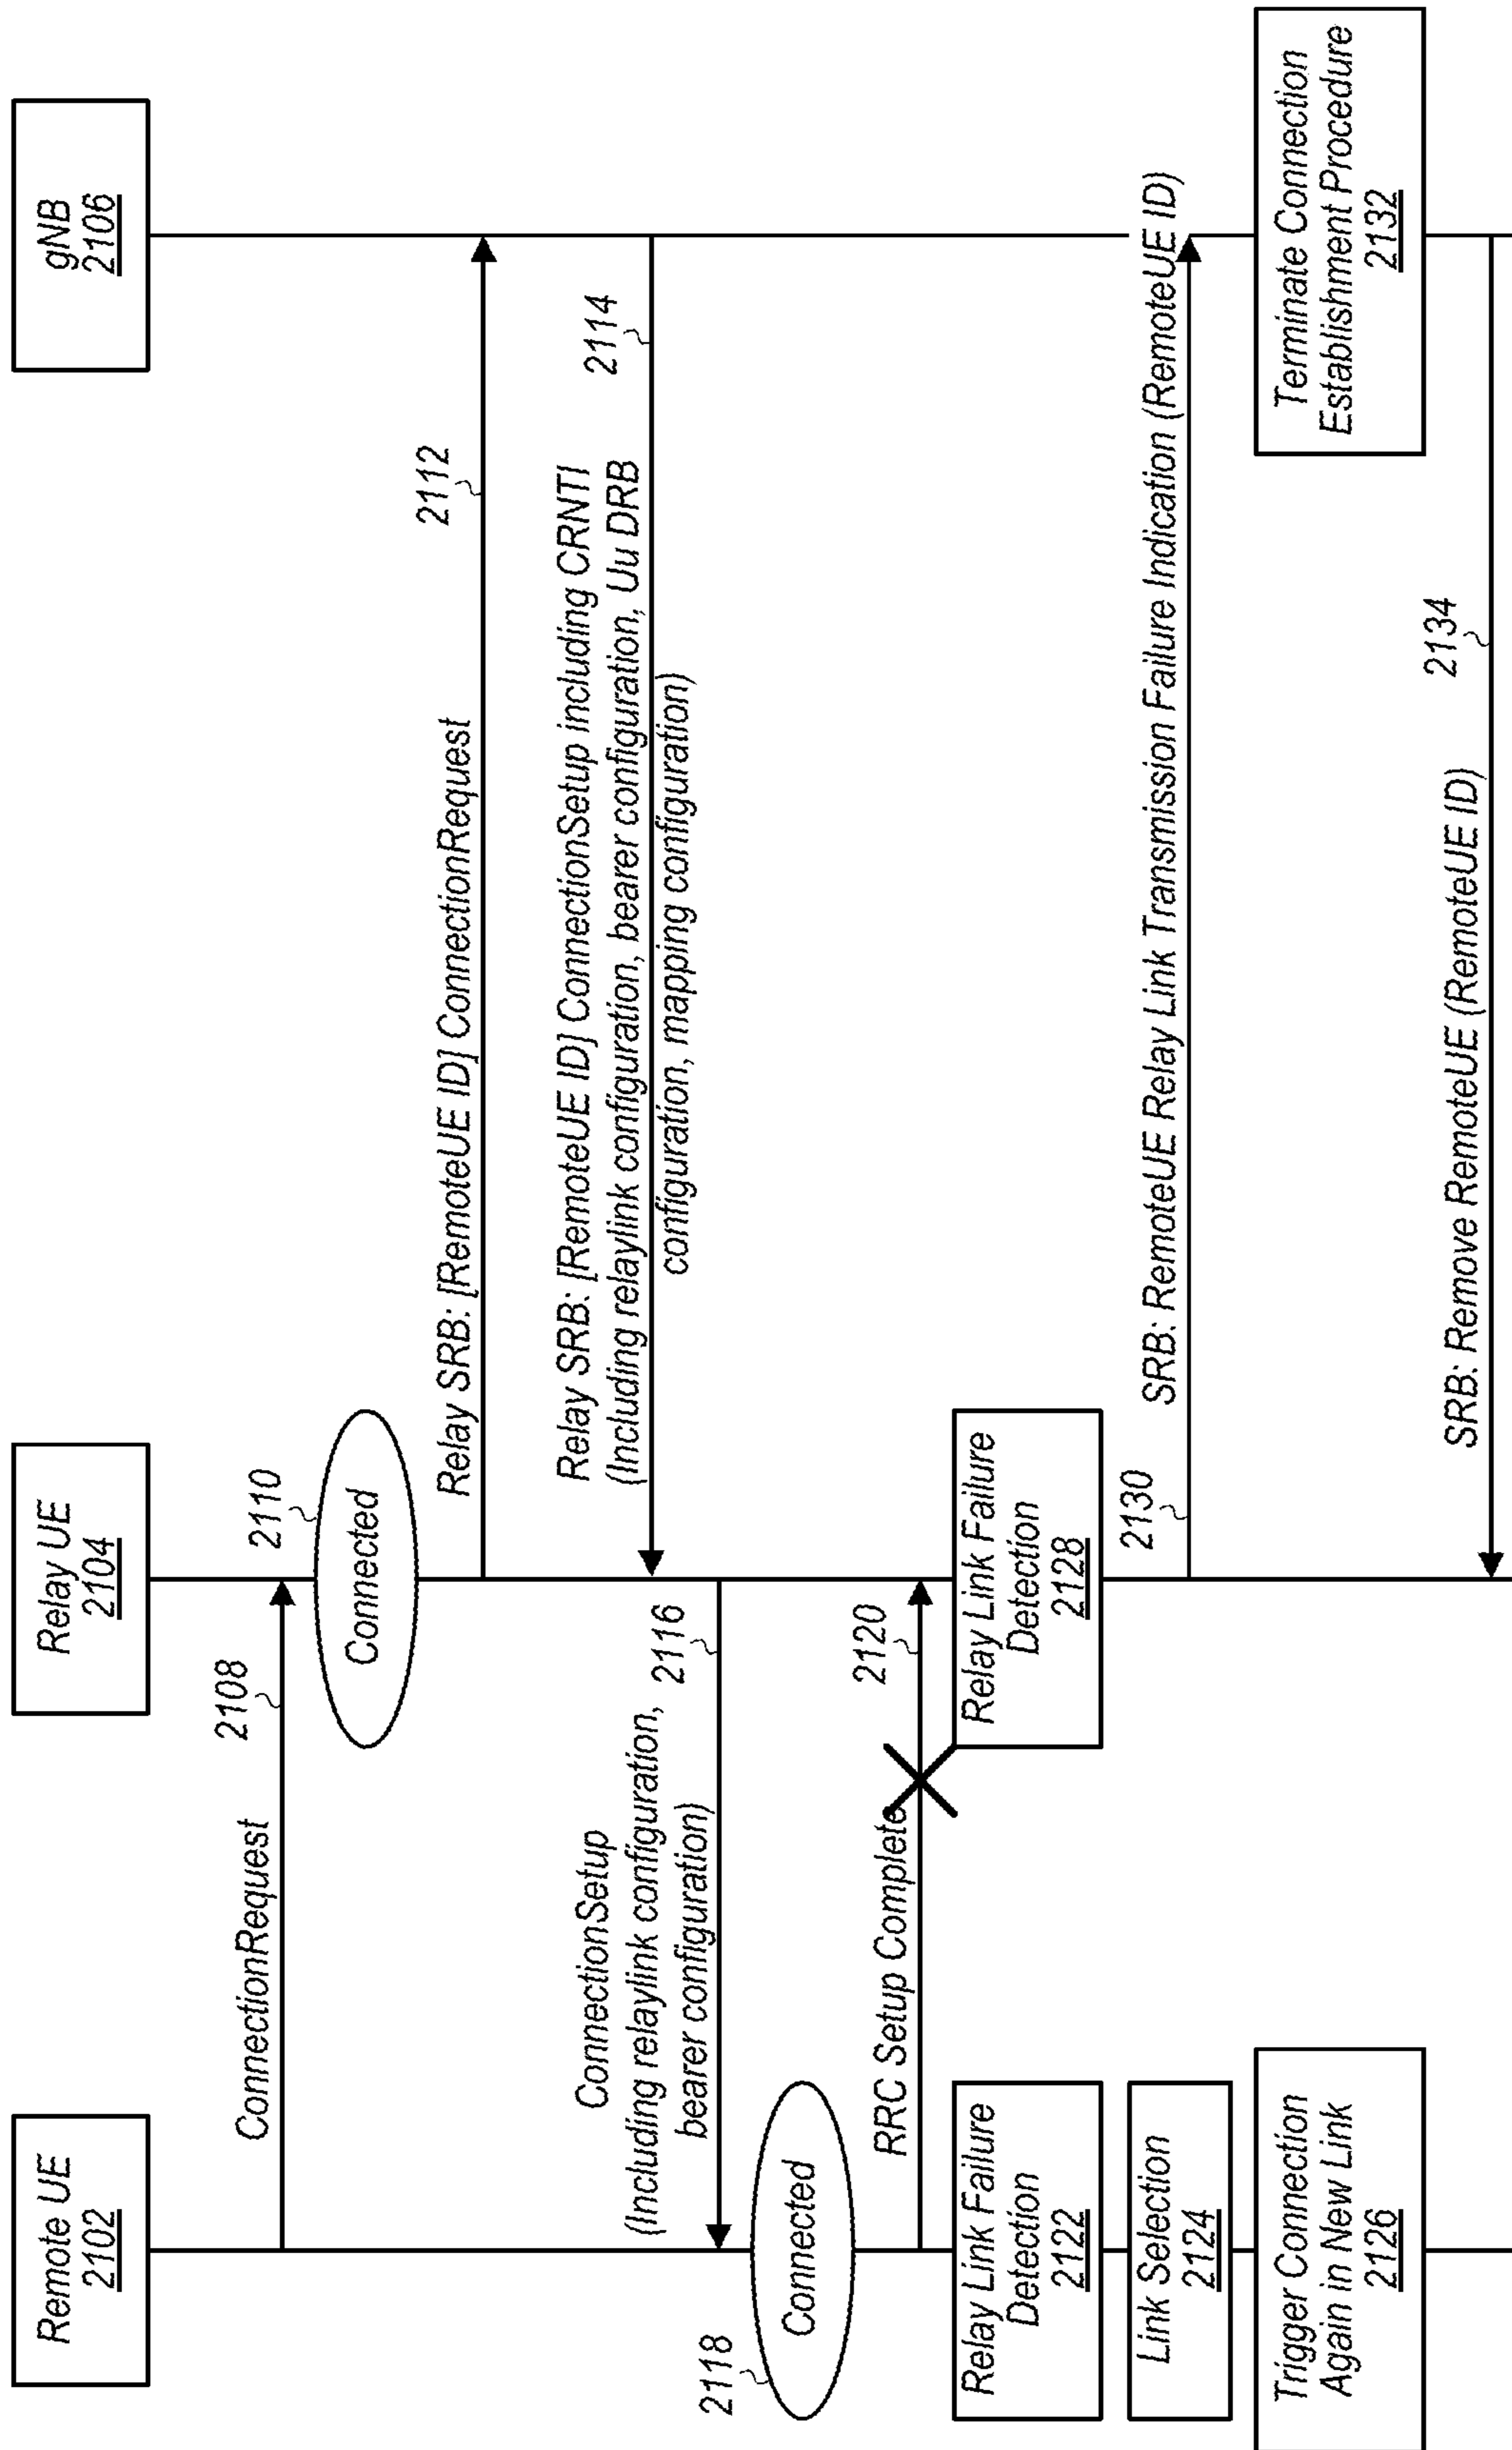 Remote UE
2102
Relay UE
2104
gNB
2106
ConnectionRequest
2108
2110
Connected
Relay SRB: [RemoteUE ID] ConnectionRequest
2112
Relay SRB: [RemoteUE ID] ConnectionSetup including CRNTI
(Including relaylink configuration, bearer configuration, Uu DRB
configuration, mapping configuration)
2114
ConnectionSetup
(Including relaylink configuration,
bearer configuration)
2116
2118
Connected
RRC Setup Complete
2120
Relay Link Failure
Detection
2122
Relay Link Failure
Detection
2128
Link Selection
2124
2130
SRB: RemoteUE Relay Link Transmission Failure Indication (RemoteUE ID)
Trigger Connection
Again in New Link
2126
Terminate Connection
Establishment Procedure
2132
SRB: Remove RemoteUE (RemoteUE ID)
2134